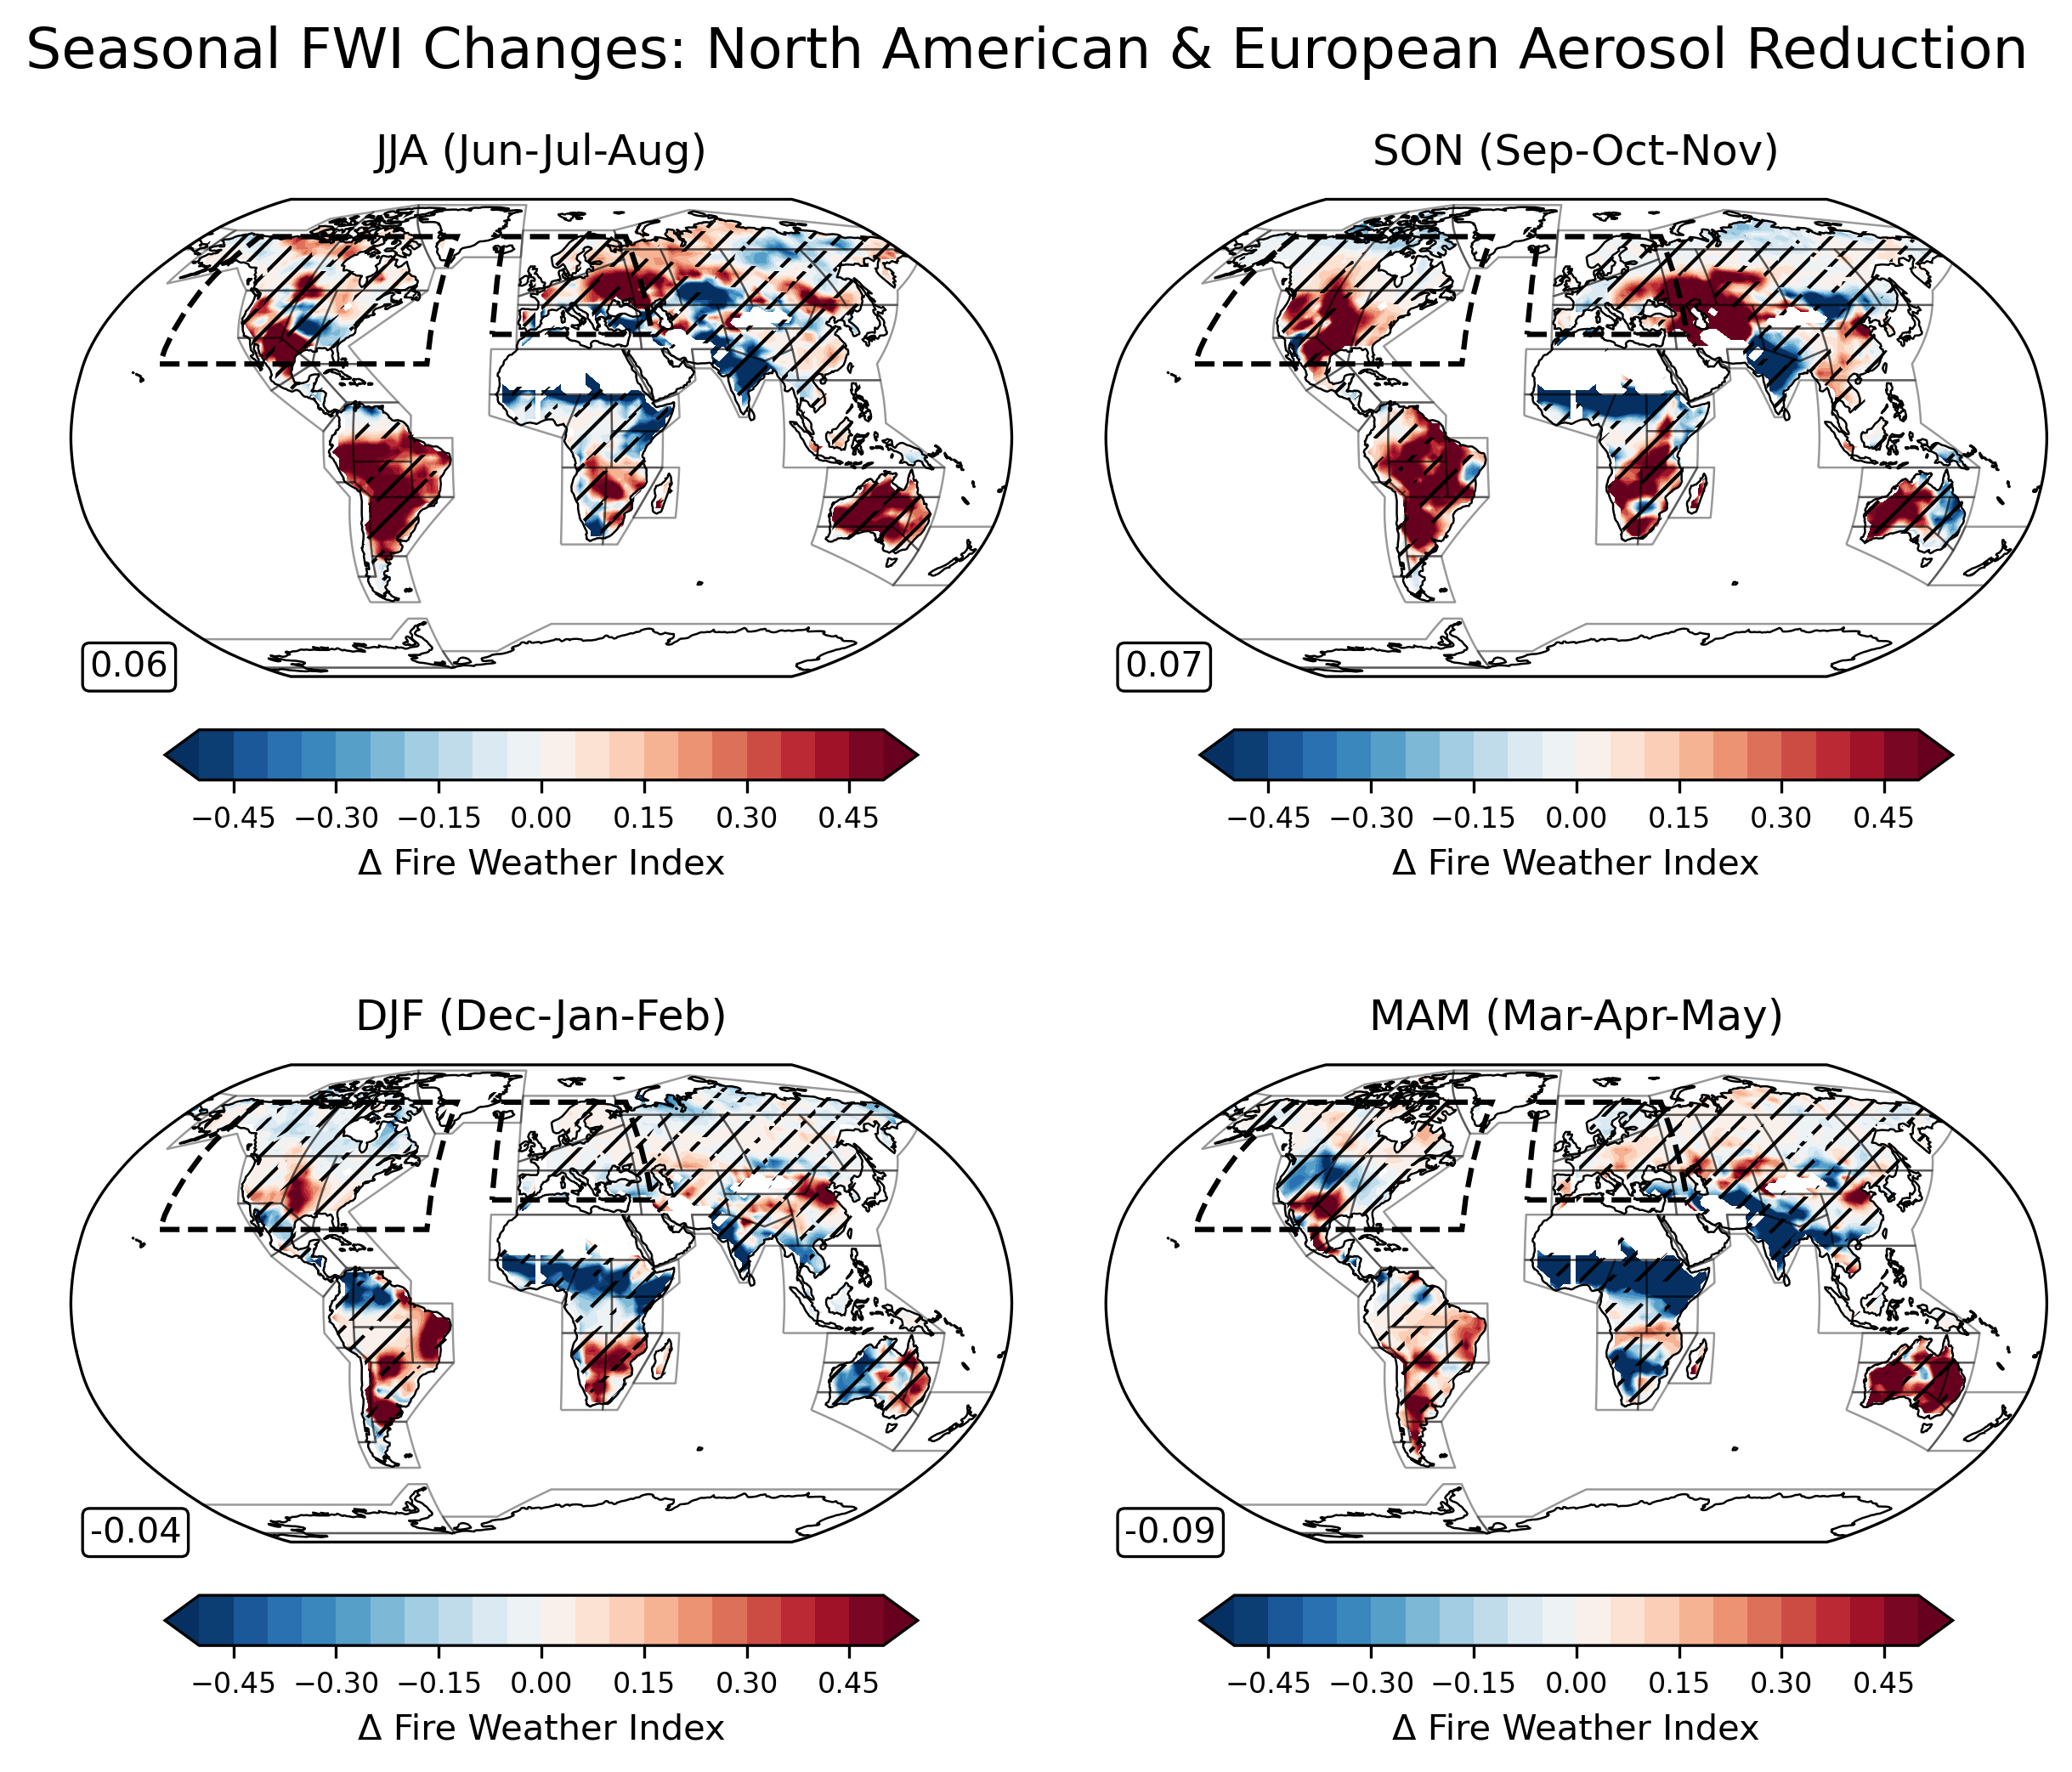 Seasonal FWI Changes: North American & European Aerosol Reduction
JJA (Jun-Jul-Aug)
0.06
−0.45 −0.30 −0.15 0.00 0.15 0.30 0.45
Δ Fire Weather Index
SON (Sep-Oct-Nov)
0.07
−0.45 −0.30 −0.15 0.00 0.15 0.30 0.45
Δ Fire Weather Index
DJF (Dec-Jan-Feb)
-0.04
−0.45 −0.30 −0.15 0.00 0.15 0.30 0.45
Δ Fire Weather Index
MAM (Mar-Apr-May)
-0.09
−0.45 −0.30 −0.15 0.00 0.15 0.30 0.45
Δ Fire Weather Index